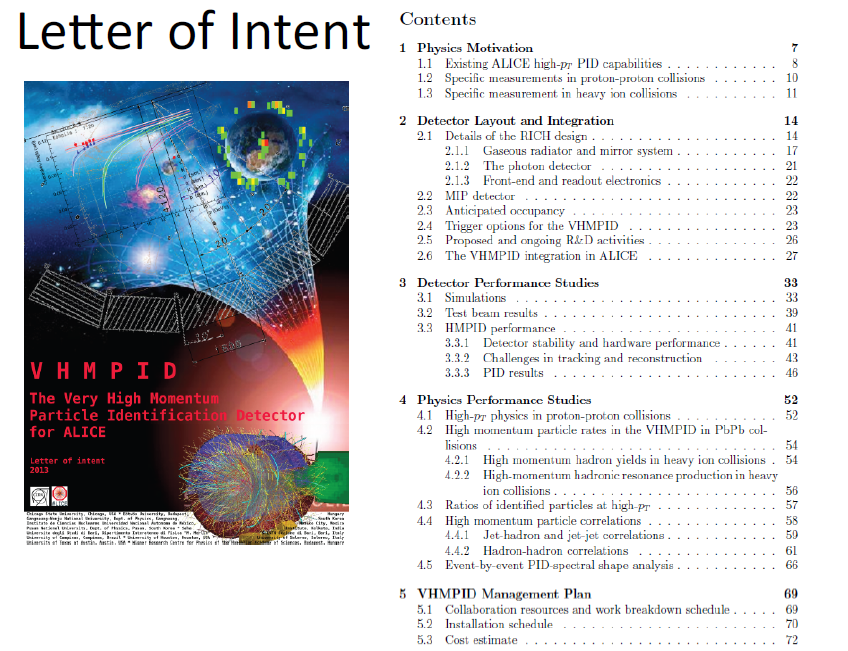 Letter of Intent
V H M P I D
The Very High Momentum
Particle Identification Detector
for ALICE
Letter of intent
2013
Contents
1 Physics Motivation 7
1.1 Existing ALICE high-pT PID capabilities . . . . . . . . . . . . 8
1.2 Specific measurements in proton-proton collisions . . . . . . . 10
1.3 Specific measurement in heavy ion collisions . . . . . . . . . . 11
2 Detector Layout and Integration 14
2.1 Details of the RICH design . . . . . . . . . . . . . . . . . . . . 14
2.1.1 Gaseous radiator and mirror system . . . . . . . . . . . 17
2.1.2 The photon detector . . . . . . . . . . . . . . . . . . . 21
2.1.3 Front-end and readout electronics . . . . . . . . . . . . 22
2.2 MIP detector . . . . . . . . . . . . . . . . . . . . . . . . . . . 22
2.3 Anticipated occupancy . . . . . . . . . . . . . . . . . . . . . . 23
2.4 Trigger options for the VHMPID . . . . . . . . . . . . . . . . 23
2.5 Proposed and ongoing R&D activities . . . . . . . . . . . . . . 26
2.6 The VHMPID integration in ALICE . . . . . . . . . . . . . . 27
3 Detector Performance Studies 33
3.1 Simulations . . . . . . . . . . . . . . . . . . . . . . . . . . . . 33
3.2 Test beam results . . . . . . . . . . . . . . . . . . . . . . . . . 39
3.3 HMPID performance . . . . . . . . . . . . . . . . . . . . . . . 41
3.3.1 Detector stability and hardware performance . . . . . . 41
3.3.2 Challenges in tracking and reconstruction . . . . . . . 43
3.3.3 PID results . . . . . . . . . . . . . . . . . . . . . . . . 46
4 Physics Performance Studies 52
4.1 High-pT physics in proton-proton collisions . . . . . . . . . . . 52
4.2 High momentum particle rates in the VHMPID in PbPb col-
lisions . . . . . . . . . . . . . . . . . . . . . . . . . . . . . . . 54
4.2.1 High momentum hadron yields in heavy ion collisions . 54
4.2.2 High-momentum hadronic resonance production in heavy
ion collisions . . . . . . . . . . . . . . . . . . . . . . . . 56
4.3 Ratios of identified particles at high-pT . . . . . . . . . . . . . 57
4.4 High momentum particle correlations . . . . . . . . . . . . . . 58
4.4.1 Jet-hadron and jet-jet correlations . . . . . . . . . . . . 59
4.4.2 Hadron-hadron correlations . . . . . . . . . . . . . . . 61
4.5 Event-by-event PID-spectral shape analysis . . . . . . . . . . . 66
5 VHMPID Management Plan 69
5.1 Collaboration resources and work breakdown schedule . . . . . 69
5.2 Installation schedule . . . . . . . . . . . . . . . . . . . . . . . 70
5.3 Cost estimate . . . . . . . . . . . . . . . . . . . . . . . . . . . 72